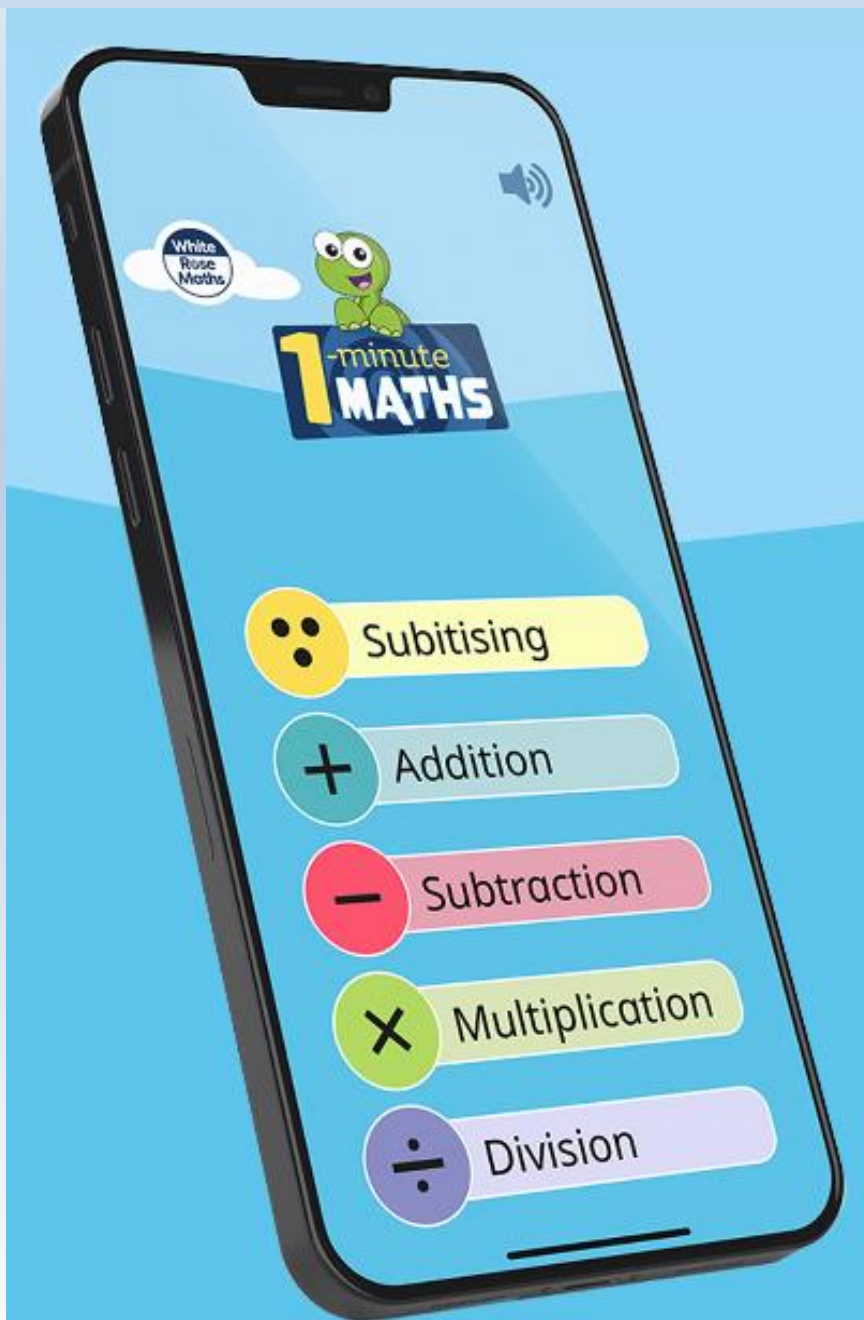 White
Rose
Maths
1-minute
MATHS
Subitising
+ Addition
− Subtraction
× Multiplication
÷ Division